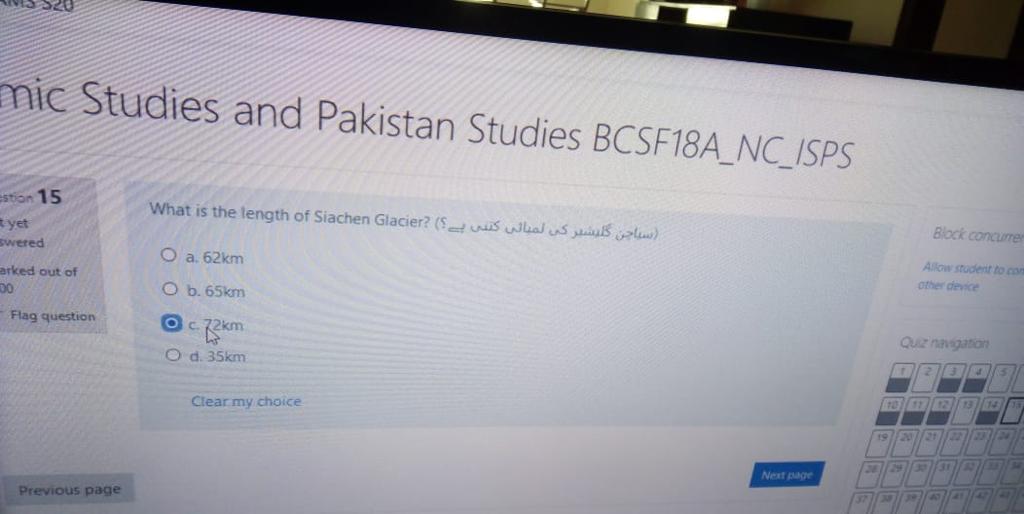 S20
mic Studies and Pakistan Studies BCSF18A_NC_ISPS
stion 15
t yet
swered
arked out of
00
Flag question
What is the length of Siachen Glacier? (سیاچن گلیشیر کی لمبائی کتنی ہے؟)
a. 62km
b. 65km
c. 72km
d. 35km
Clear my choice
Previous page
Next page
Block concurre
Allow student to con
other device
Quiz navigation
1 2 3 4 5
10 11 12 13 14 15
19 20 21 22 23 24
28 29 30 31 32 33 34
37 38 39 40 41 42 43